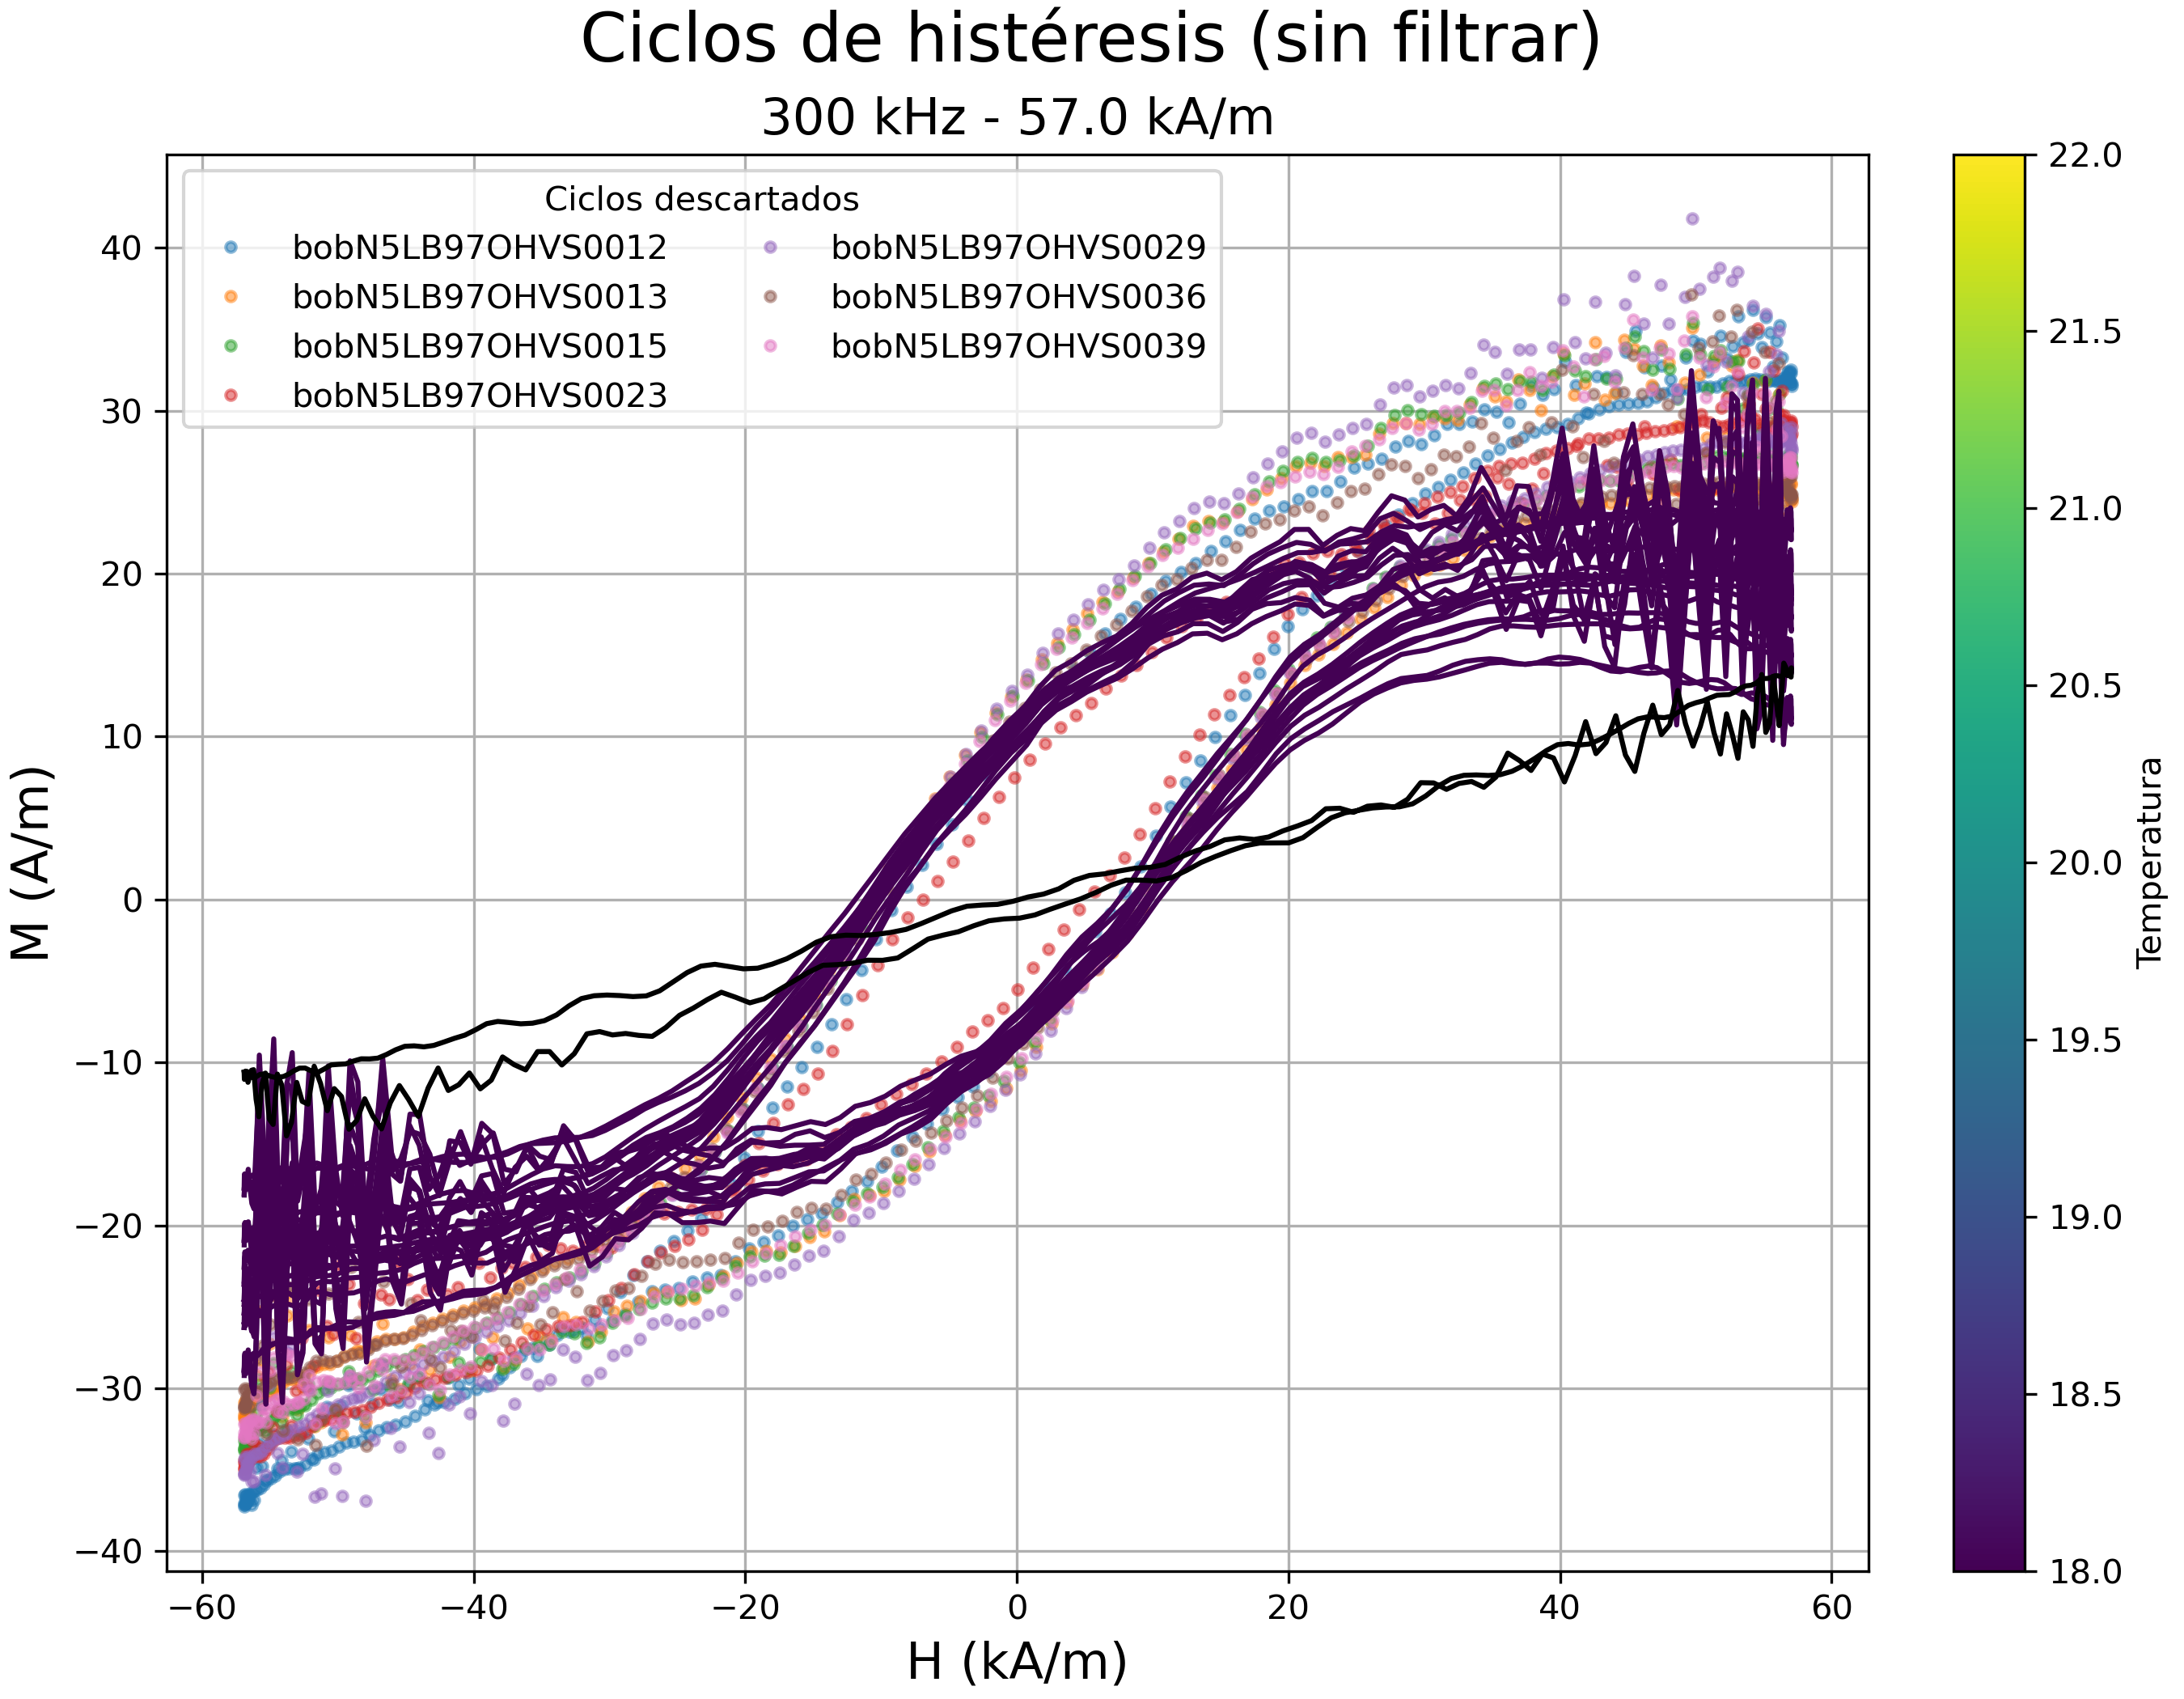 Ciclos de histéresis (sin filtrar)
300 kHz - 57.0 kA/m
Ciclos descartados
bobN5LB97OHVS0012
bobN5LB97OHVS0013
bobN5LB97OHVS0015
bobN5LB97OHVS0023
bobN5LB97OHVS0029
bobN5LB97OHVS0036
bobN5LB97OHVS0039
M (A/m)
40
30
20
10
0
−10
−20
−30
−40
−60
−40
−20
0
20
40
60
H (kA/m)
22.0
21.5
21.0
20.5
20.0
19.5
19.0
18.5
18.0
Temperatura